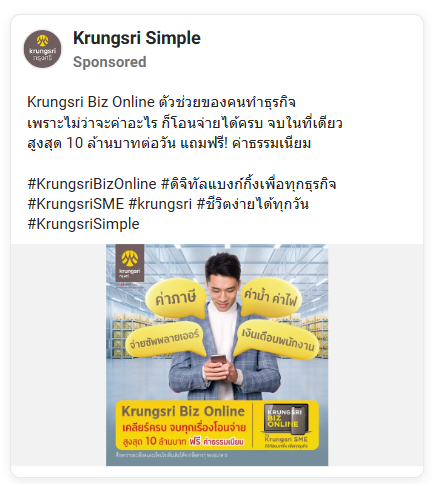 Krungsri Simple
Sponsored
krungsri
กรุงศรี
Krungsri Biz Online ตัวช่วยของคนทำธุรกิจ
เพราะไม่ว่าจะค่าอะไร ก็โอนจ่ายได้ครบ จบในที่เดียว
สูงสุด 10 ล้านบาทต่อวัน แถมฟรี! ค่าธรรมเนียม
#KrungsriBizOnline #ดิจิทัลแบงก์กิ้งเพื่อทุกธุรกิจ
#KrungsriSME #krungsri #ชีวิตง่ายได้ทุกวัน
#KrungsriSimple
krungsri
กรุงศรี
ค่าภาษี
ค่าน้ำ ค่าไฟ
จ่ายซัพพลายเออร์
เงินเดือนพนักงาน
Krungsri Biz Online
เคลียร์ครบ จบทุกเรื่องโอนจ่าย
สูงสุด 10 ล้านบาท ฟรี ค่าธรรมเนียม
KRUNGSRI
BIZ
ONLINE
Krungsri SME